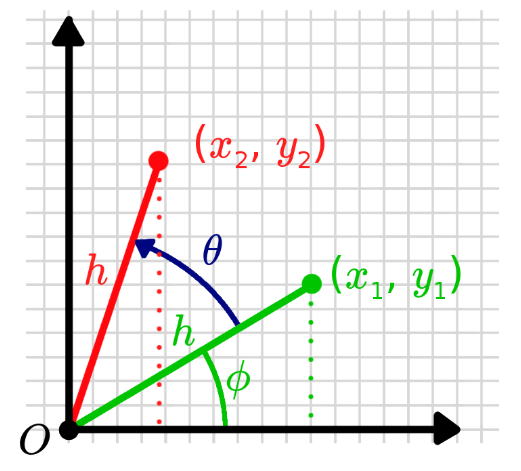 (x₂, y₂)
θ
h
(x₁, y₁)
h
ϕ
O